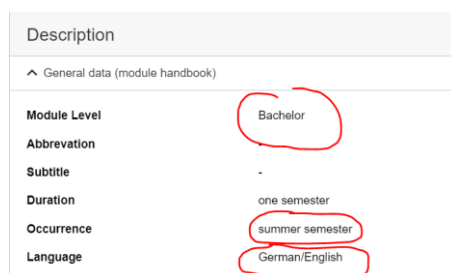 Description
General data (module handbook)
Module Level Bachelor
Abbrevation -
Subtitle -
Duration one semester
Occurrence summer semester
Language German/English